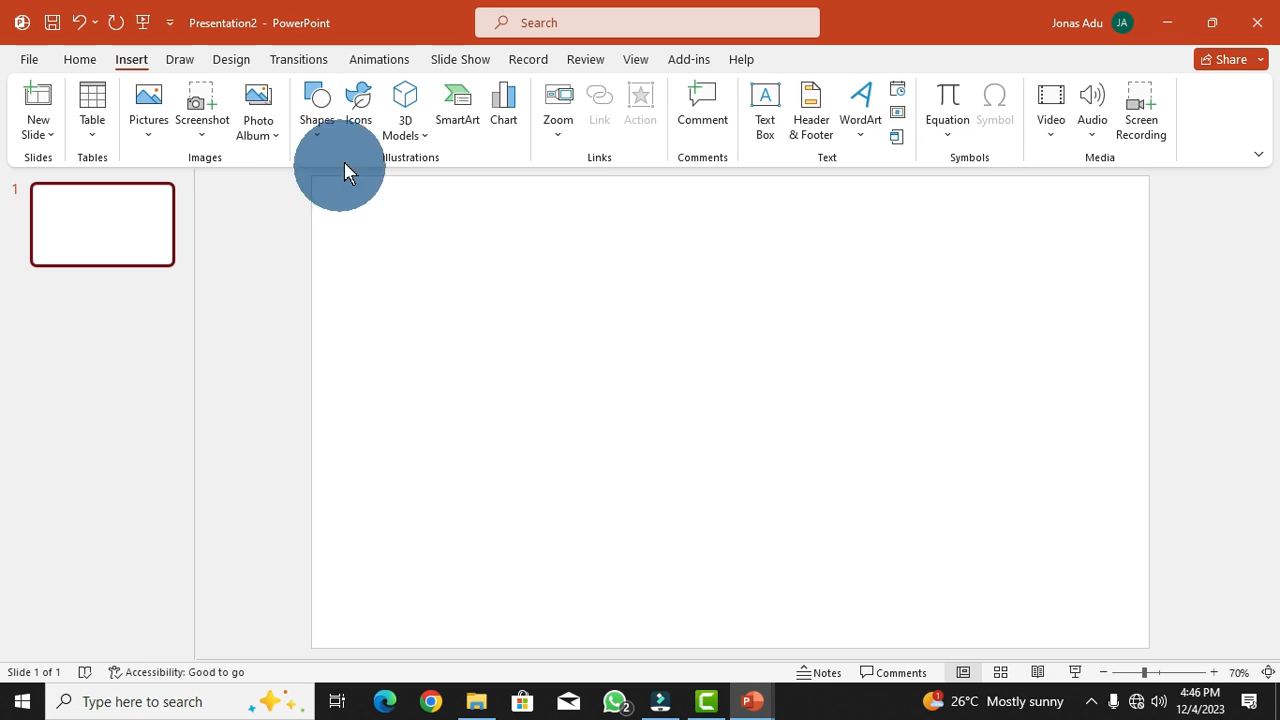 Presentation2 - PowerPoint
Search
Jonas Adu
JA
File Home Insert Draw Design Transitions Animations Slide Show Record Review View Add-ins Help
Share
New Slide
Table
Pictures
Screenshot
Photo Album
Shapes
Icons
3D Models
SmartArt
Chart
Zoom
Link
Action
Comment
Text Box
Header & Footer
WordArt
Equation
Symbol
Video
Audio
Screen Recording
Slides
Tables
Images
Illustrations
Links
Comments
Text
Symbols
Media
1
Slide 1 of 1
Accessibility: Good to go
Notes
Comments
70%
Type here to search
2
1
26°C Mostly sunny
4:46 PM
12/4/2023